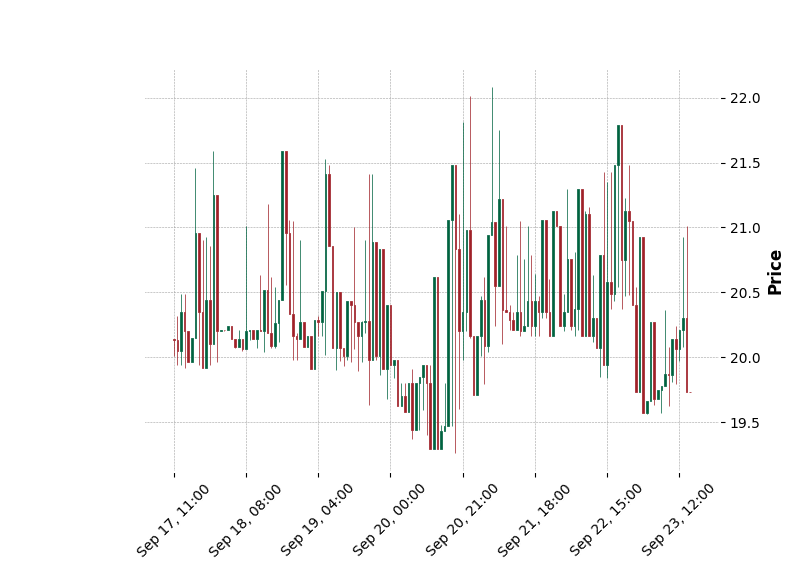 22.0
21.5
21.0
20.5
20.0
19.5
Price
Sep 17, 11:00
Sep 18, 08:00
Sep 19, 04:00
Sep 20, 00:00
Sep 20, 21:00
Sep 21, 18:00
Sep 22, 15:00
Sep 23, 12:00